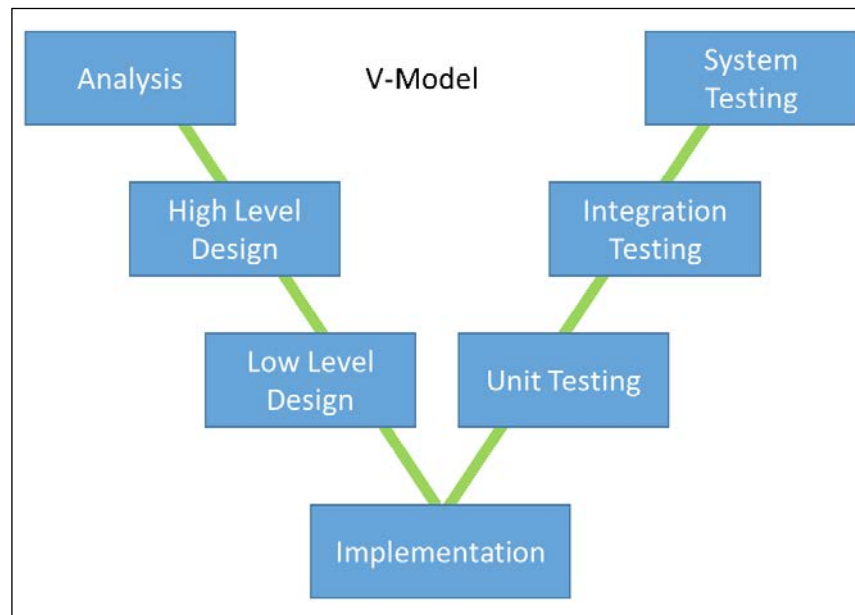 Analysis
V-Model
System
Testing
High Level
Design
Integration
Testing
Low Level
Design
Unit Testing
Implementation